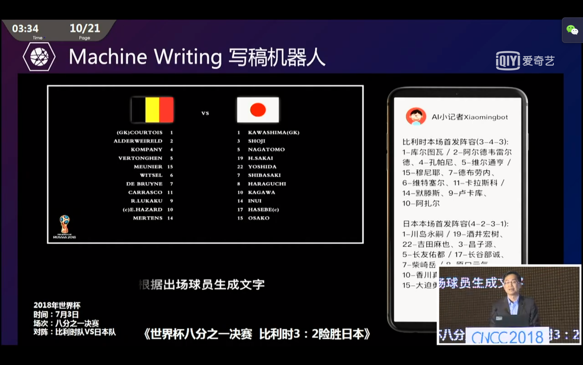 03:34
Time
10/21
Page
Machine Writing 写稿机器人
iQIYI 爱奇艺
VS
(GK)COURTOIS 1
ALDERWEIRELD 2
KOMPANY 4
VERTONGHEN 5
MEUNIER 15
WITSEL 6
DE BRUYNE 7
CARRASCO 11
R.LUKAKU 9
(c)E.HAZARD 10
MERTENS 14
1 KAWASHIMA(GK)
3 SHOJI
5 NAGATOMO
19 H.SAKAI
22 YOSHIDA
7 SHIBASAKI
8 HARAGUCHI
10 KAGAWA
14 INUI
17 HASEBE(c)
15 OSAKO
根据出场球员生成文字
2018年世界杯
时间:7月3日
场次:八分之一决赛
对阵:比利时队VS日本队
《世界杯八分之一决赛 比利时3:2险胜日本》
AI小记者Xiaomingbot
比利时本场首发阵容(3-4-3):
1-库尔图瓦 / 2-阿尔德韦雷尔
德、4-孔帕尼、5-维尔通亨 /
15-穆尼耶、7-德布劳内、
6-维特塞尔、11-卡拉斯科 /
14-默滕斯、9-卢卡库、
10-阿扎尔
日本本场首发阵容(4-2-3-1):
1-川岛永嗣 / 19-酒井宏树、
22-吉田麻也、3-昌子源、
5-长友佑都 / 17-长谷部诚、
7-柴崎岳 /
10-香川真
15-大迫勇
场球员生成文字
八分
CNCC2018
3:2